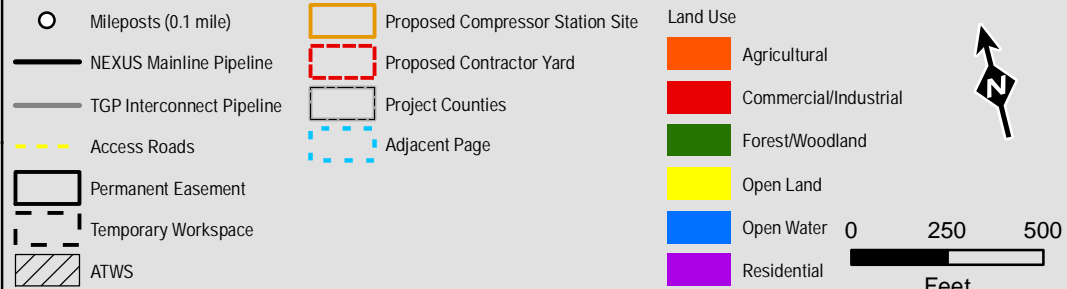 Mileposts (0.1 mile)
NEXUS Mainline Pipeline
TGP Interconnect Pipeline
Access Roads
Permanent Easement
Temporary Workspace
ATWS
Proposed Compressor Station Site
Proposed Contractor Yard
Project Counties
Adjacent Page
Land Use
Agricultural
Commercial/Industrial
Forest/Woodland
Open Land
Open Water
Residential
N
0 250 500
Feet